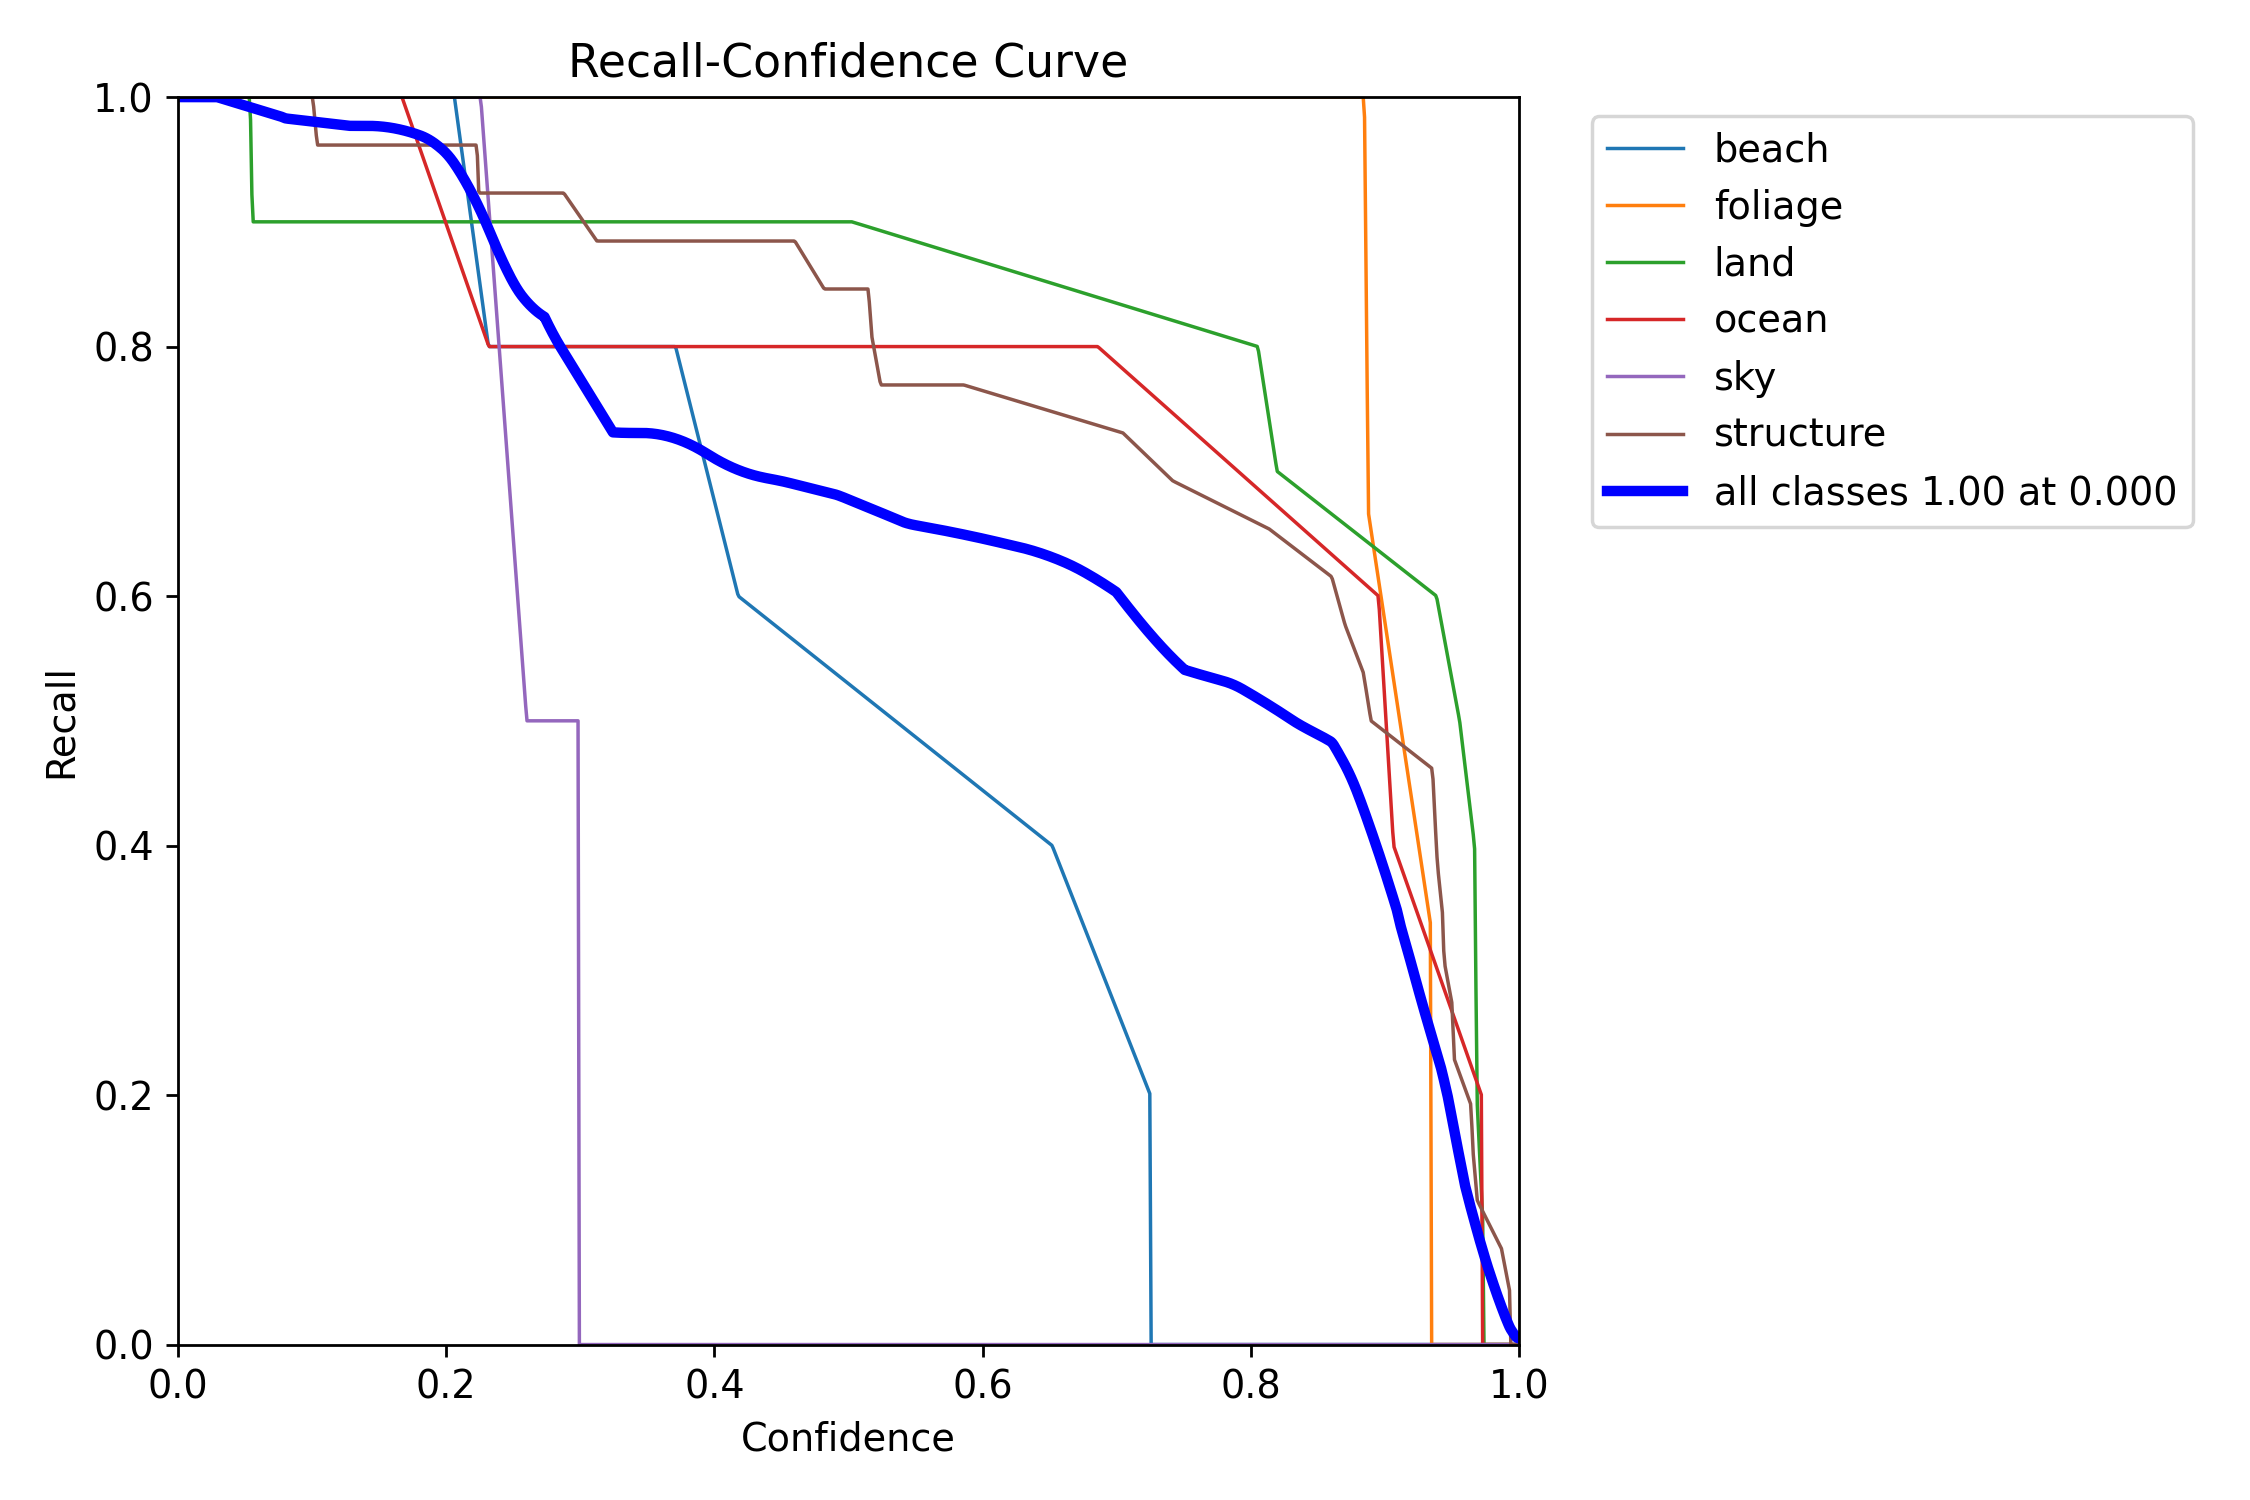 Recall-Confidence Curve
1.0
0.8
0.6
0.4
0.2
0.0
Recall
0.0 0.2 0.4 0.6 0.8 1.0
Confidence
beach
foliage
land
ocean
sky
structure
all classes 1.00 at 0.000